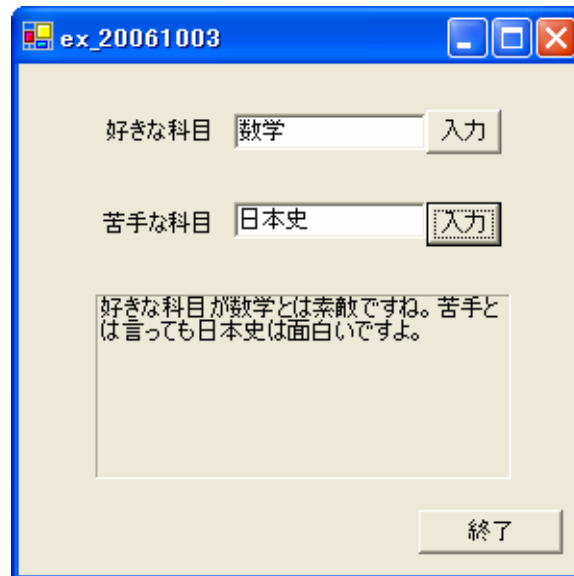 ex_20061003
好きな科目 数学 入力
苦手な科目 日本史 入力
好きな科目が数学とは素敵ですね。苦手と
は言っても日本史は面白いですよ。
終了